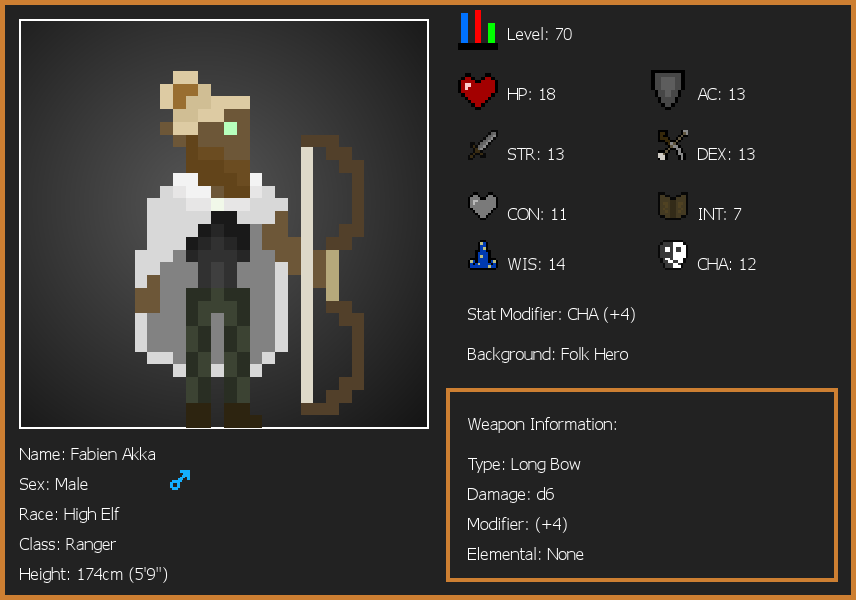 Level: 70
HP: 18
AC: 13
STR: 13
DEX: 13
CON: 11
INT: 7
WIS: 14
CHA: 12
Stat Modifier: CHA (+4)
Background: Folk Hero
Weapon Information:
Type: Long Bow
Damage: d6
Modifier: (+4)
Elemental: None
Name: Fabien Akka
Sex: Male
Race: High Elf
Class: Ranger
Height: 174cm (5'9")